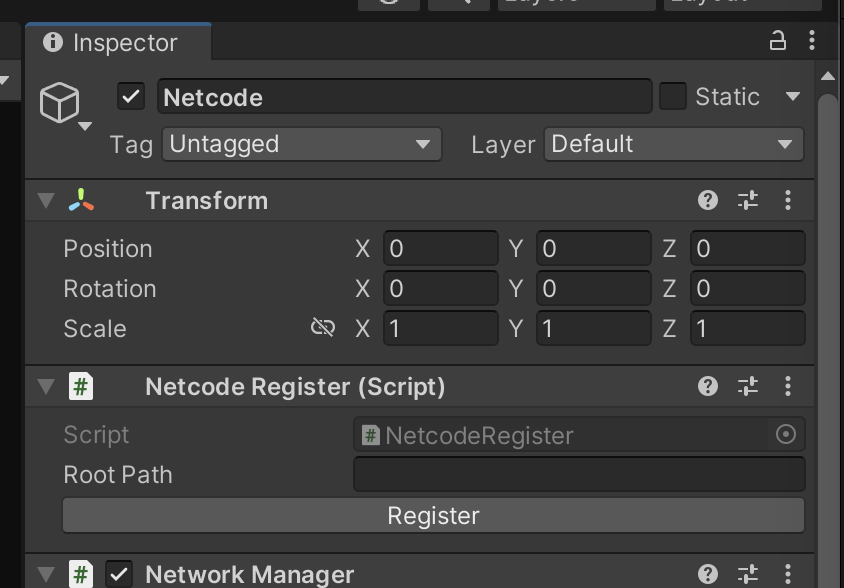 Inspector
Netcode
Static
Tag Untagged Layer Default
Transform
Position X 0 Y 0 Z 0
Rotation X 0 Y 0 Z 0
Scale X 1 Y 1 Z 1
# Netcode Register (Script)
Script # NetcodeRegister
Root Path
Register
# Network Manager